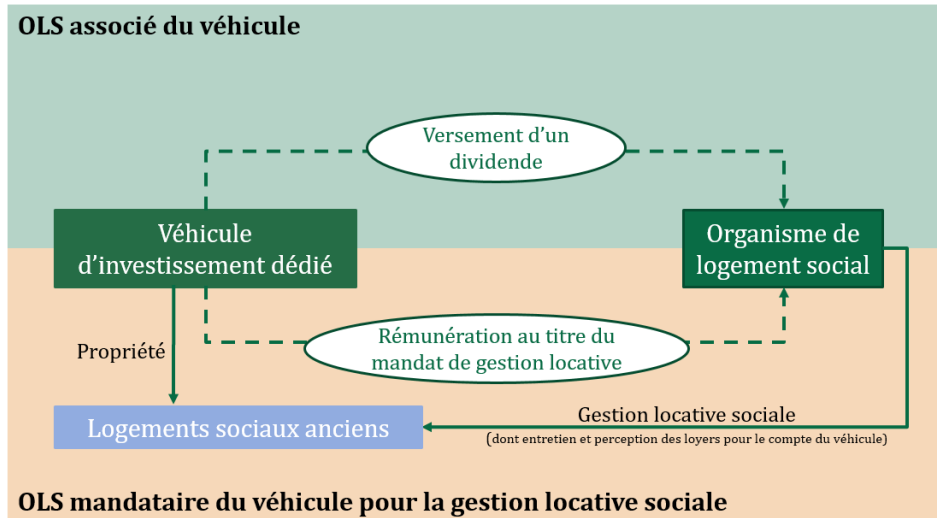 OLS associé du véhicule
Versement d’un
dividende
Véhicule
d’investissement dédié
Organisme de
logement social
Rémunération au titre du
mandat de gestion locative
Propriété
Logements sociaux anciens
Gestion locative sociale
(dont entretien et perception des loyers pour le compte du véhicule)
OLS mandataire du véhicule pour la gestion locative sociale